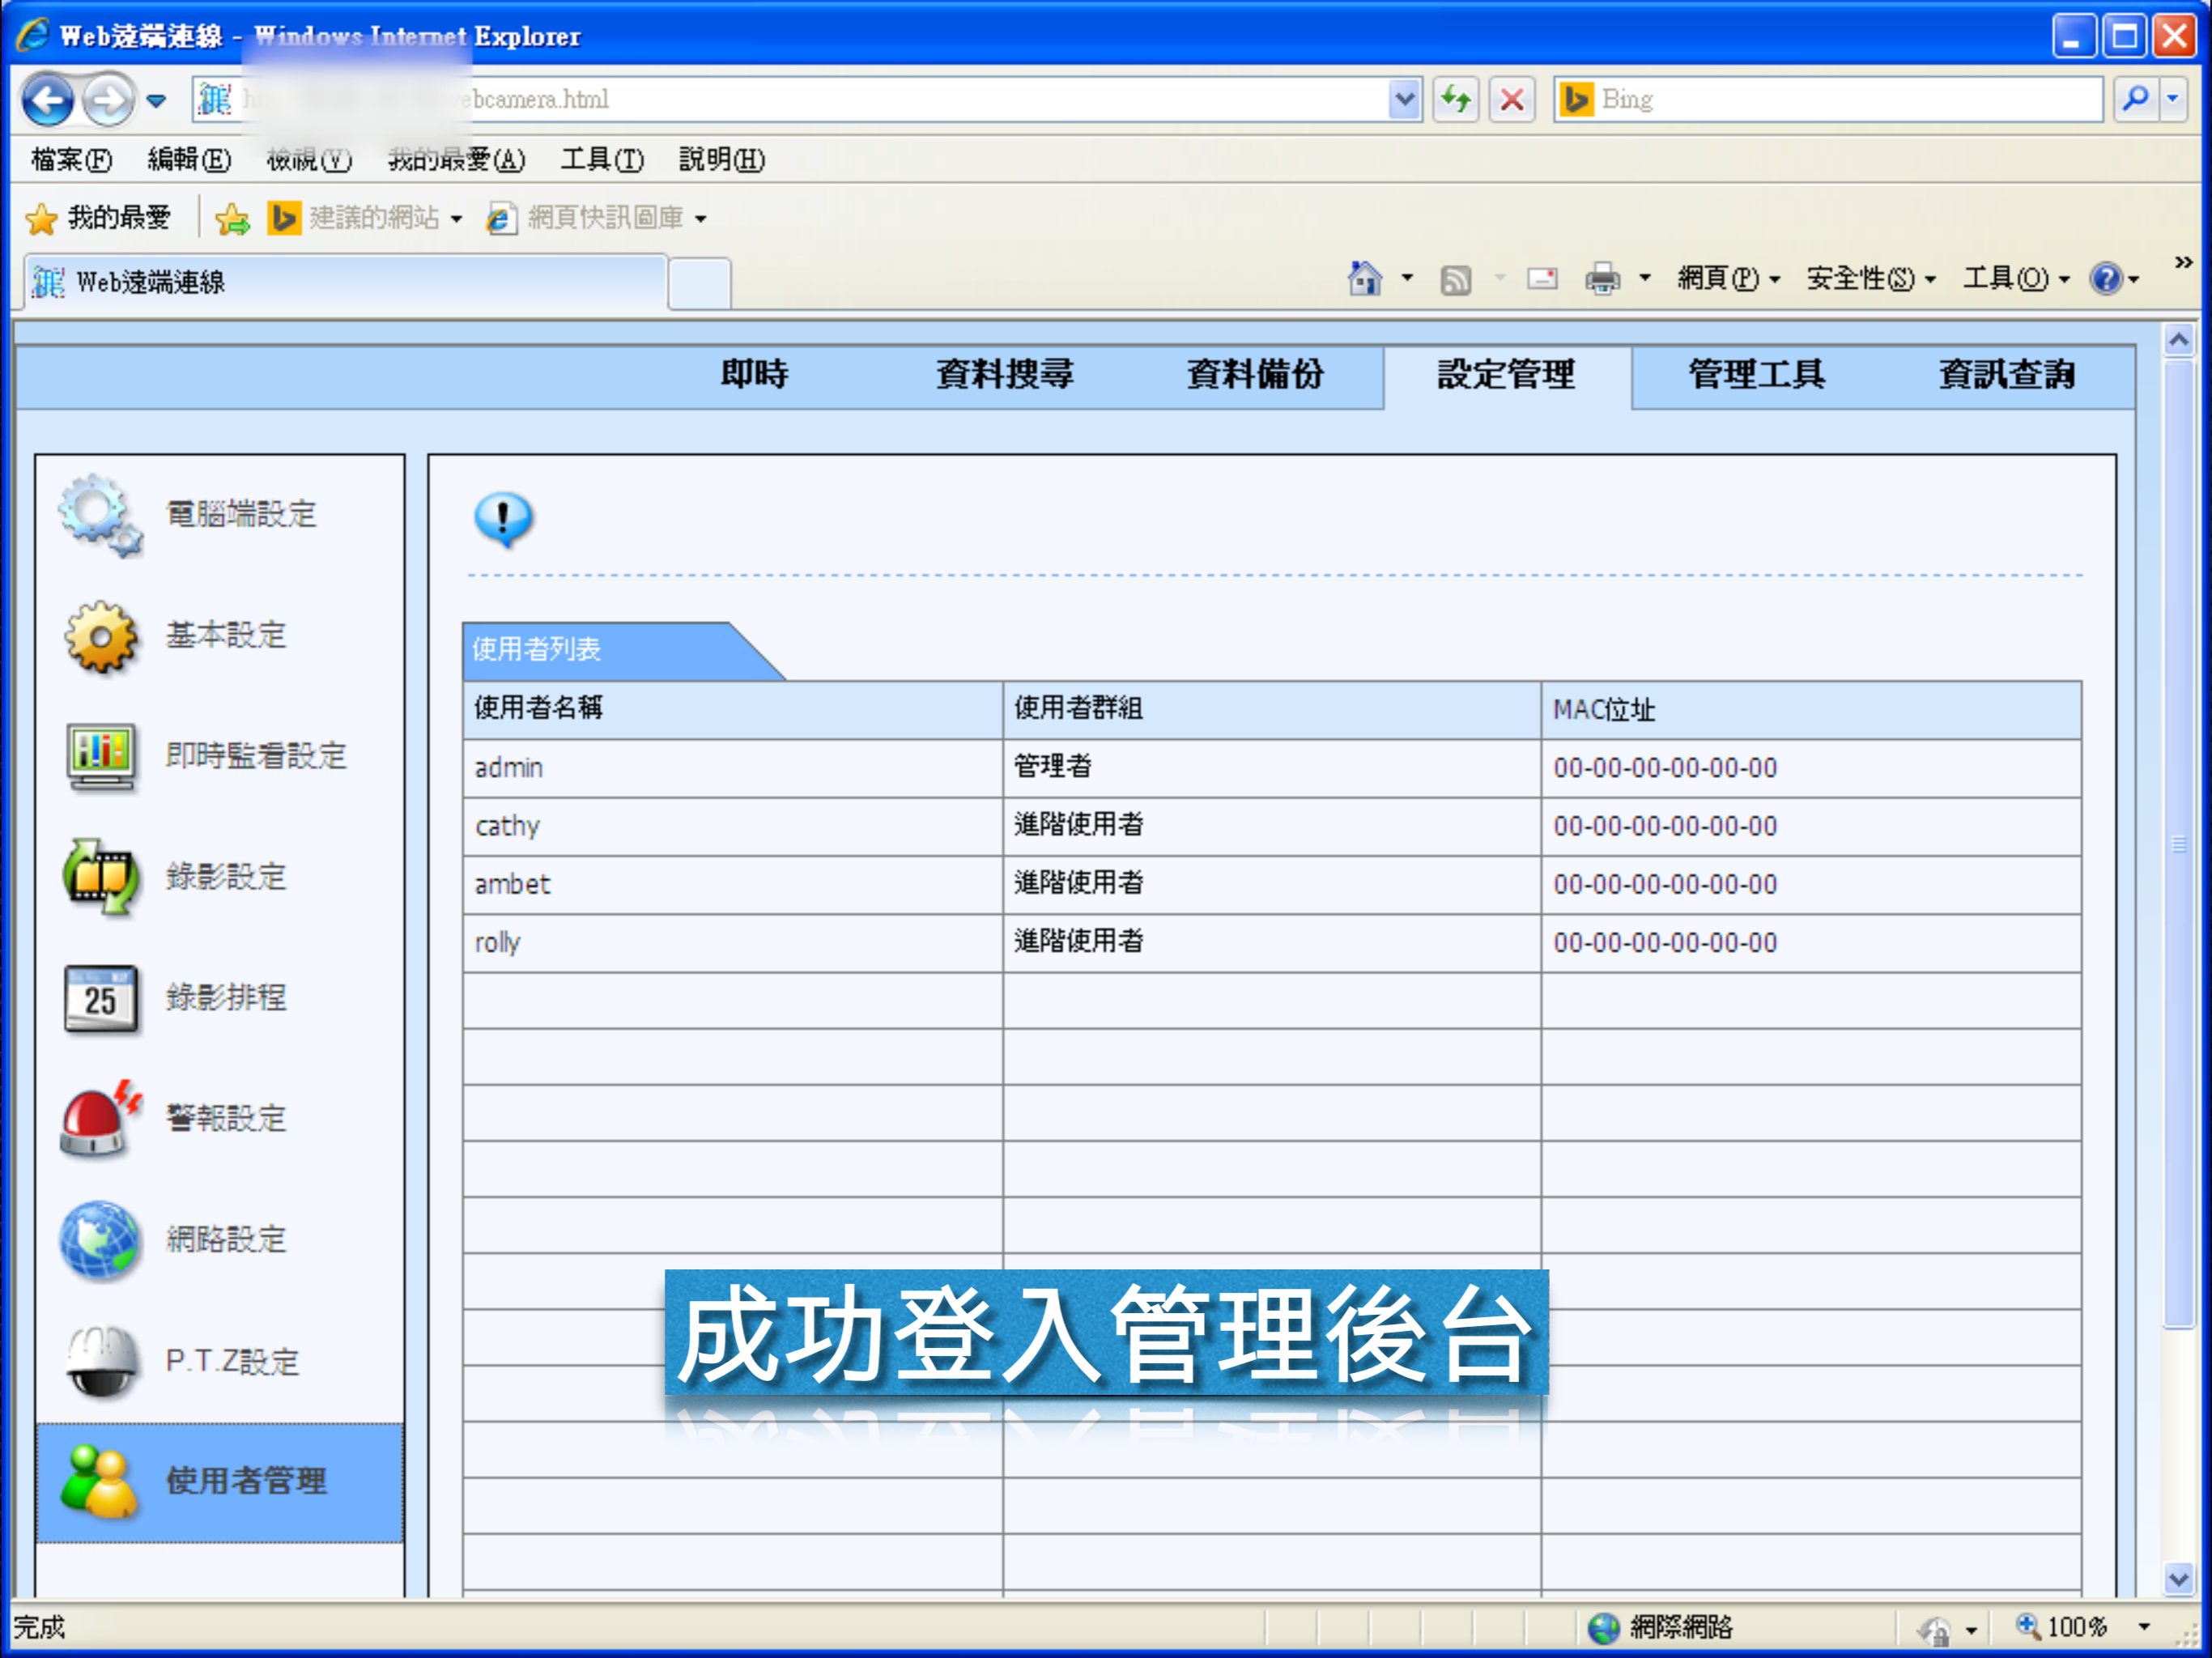 Web遠端連線 - Windows Internet Explorer
ebcamera.html
Bing
檔案(F) 編輯(E) 檢視(V) 我的最愛(A) 工具(T) 說明(H)
我的最愛 建議的網站 網頁快訊圖庫
Web遠端連線 網頁(P) 安全性(S) 工具(O)
即時 資料搜尋 資料備份 設定管理 管理工具 資訊查詢
電腦端設定
基本設定
即時監看設定
錄影設定
25 錄影排程
警報設定
網路設定
P.T.Z設定
使用者管理
使用者列表
使用者名稱 使用者群組 MAC位址
admin 管理者 00-00-00-00-00-00
cathy 進階使用者 00-00-00-00-00-00
ambet 進階使用者 00-00-00-00-00-00
rolly 進階使用者 00-00-00-00-00-00
成功登入管理後台
完成 網際網路 100%